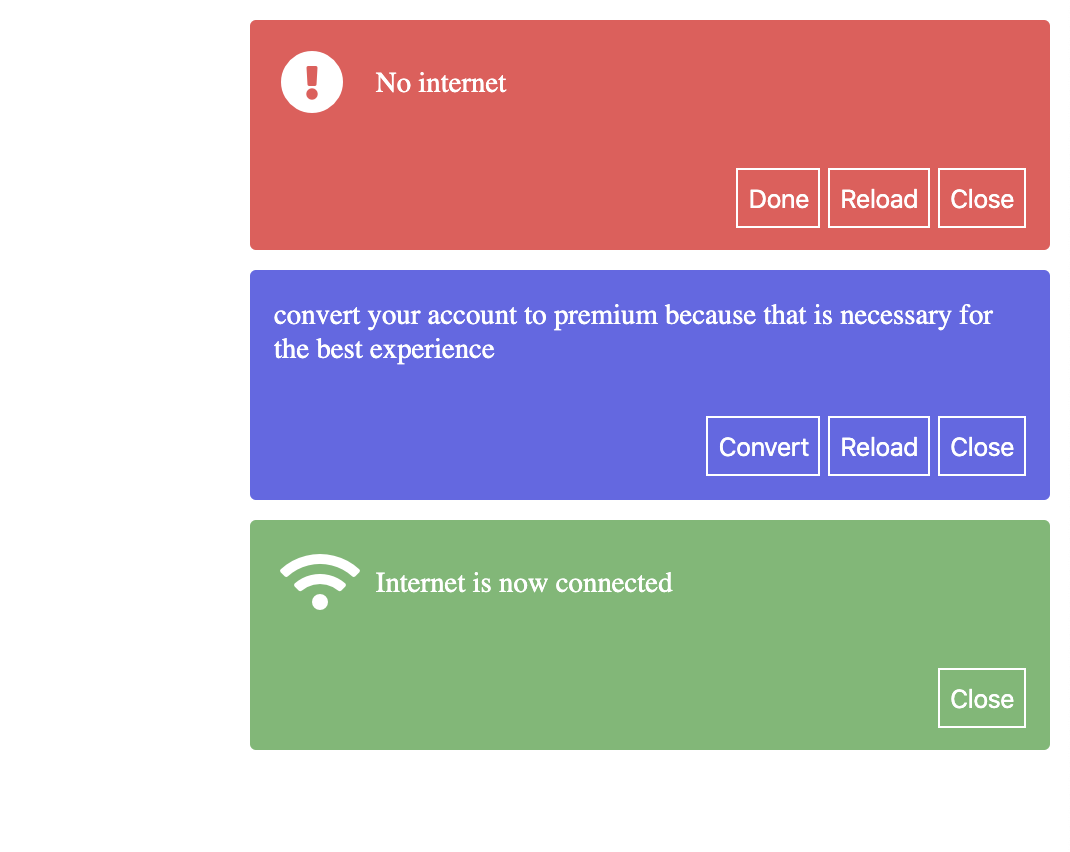 No internet
Done Reload Close
convert your account to premium because that is necessary for
the best experience
Convert Reload Close
Internet is now connected
Close